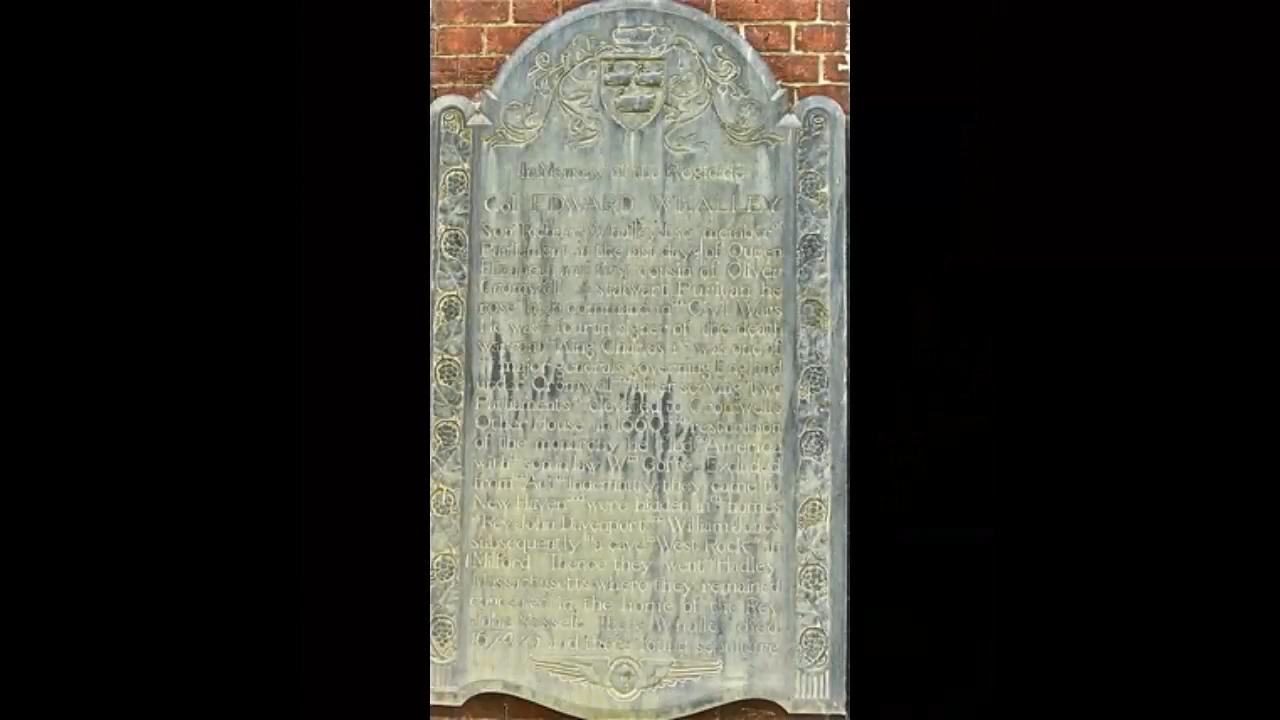 In Memory of the Regicide
Col EDWARD WHALLEY
Son Richard Whalley Esq member of
Parliament in the last days of Queen
Elizabeth and first cousin of Oliver
Cromwell A stalwart Puritan he
rose high command in the Civil Wars
He was fourth signer of the death
warrant King Charles I was one of
major generals governing England
under Cromwell after serving two
Parliaments elevated to Cromwell's
Other House in 1660 restoration
of the monarchy he fled America
with son in law Wm Goffe Excluded
from Act Indemnity they came to
New Haven were hidden in homes
Rev John Davenport William Jones
subsequently a cave West Rock in
Milford Thence they went Hadley
Massachusetts where they remained
concealed in the home of the Rev
John Russell There Whalley died
1674/5 and there found sepulture